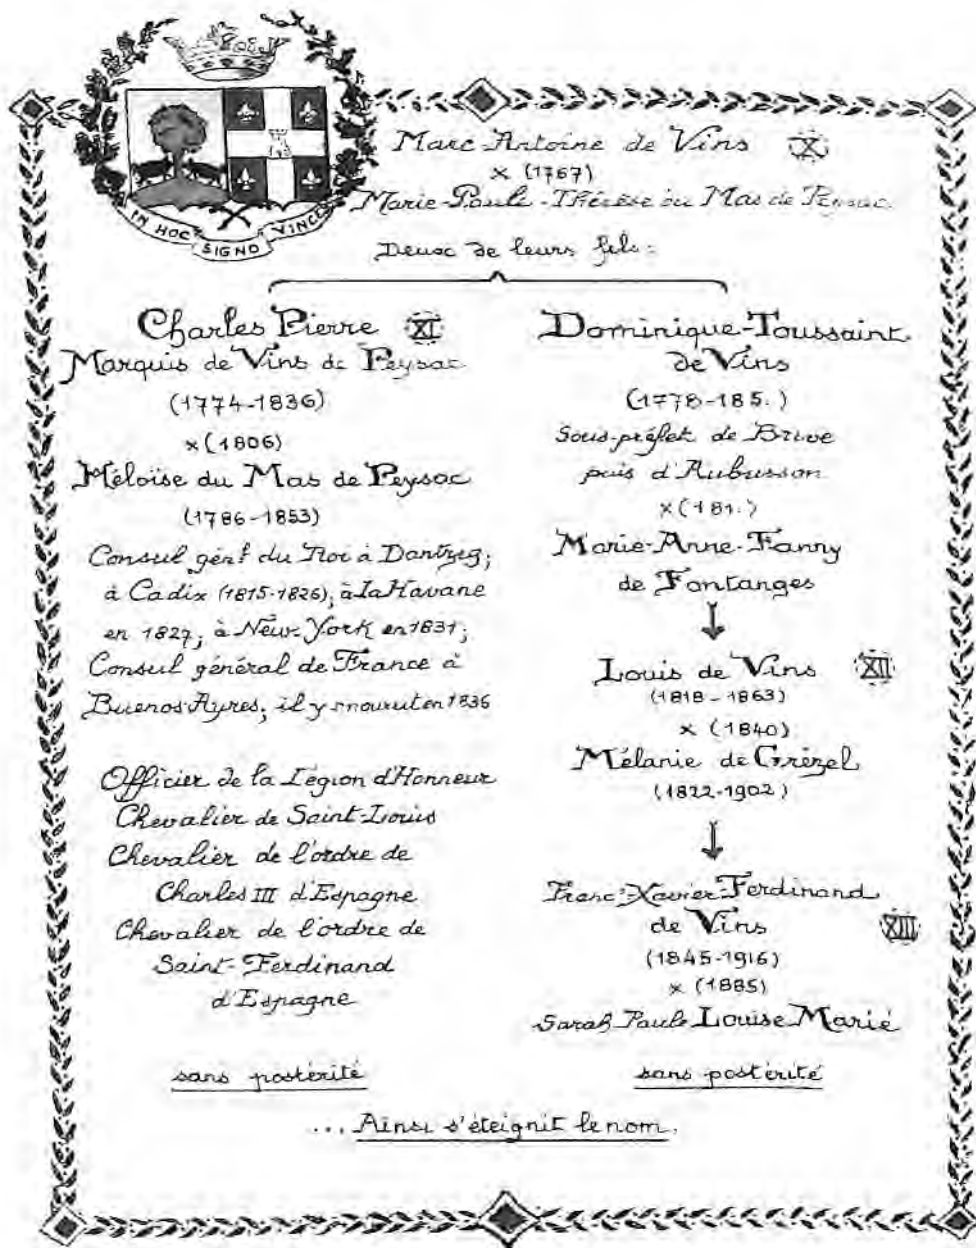 IN HOC SIGNO VINCES
Marc Antoine de Vins X
x (1767)
Marie-Paule-Thérèse du Mas de Peysac
Deux de leurs fils:
Charles Pierre XI
Marquis de Vins de Peysac
(1774-1836)
x (1806)
Héloïse du Mas de Peysac
(1786-1853)
Consul gén.l du Roi à Dantzig;
à Cadix (1815-1826), à La Havane
en 1827, à New-York en 1831;
Consul général de France à
Buenos Ayres; il y mourut en 1836
Officier de la Légion d'Honneur
Chevalier de Saint-Louis
Chevalier de l'ordre de
Charles III d'Espagne
Chevalier de l'ordre de
Saint-Ferdinand
d'Espagne
sans postérité
Dominique-Toussaint
de Vins
(1778-185.)
Sous-préfet de Brive
puis d'Aubusson
x (181.)
Marie-Anne-Fanny
de Fontanges
Louis de Vins XII
(1818-1863)
x (1840)
Mélanie de Grézel
(1822-1902)
Franc.s-Xavier-Ferdinand
de Vins XIII
(1845-1916)
x (1885)
Sarah Paule Louise Marié
sans postérité
... Ainsi s'éteignit le nom.